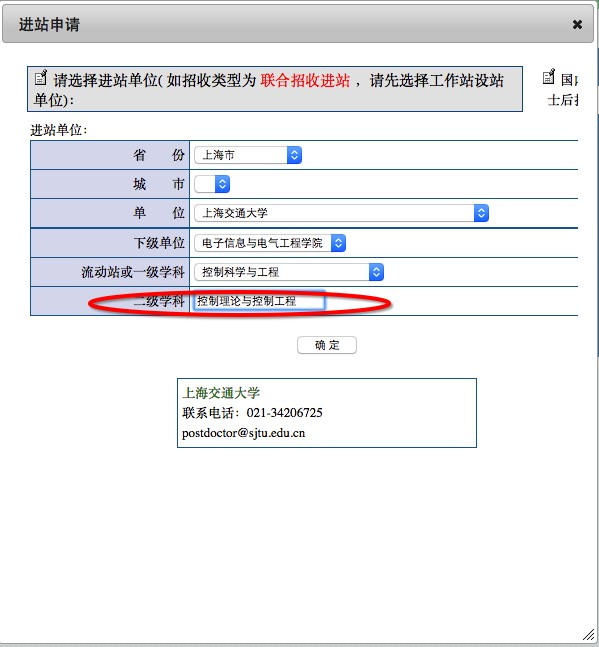 进站申请
请选择进站单位( 如招收类型为 联合招收进站 ，请先选择工作站设站
单位)：
国内
士后扌
进站单位:
省 份 上海市
城 市
单 位 上海交通大学
下级单位 电子信息与电气工程学院
流动站或一级学科 控制科学与工程
二级学科 控制理论与控制工程
确 定
上海交通大学
联系电话：021-34206725
postdoctor@sjtu.edu.cn